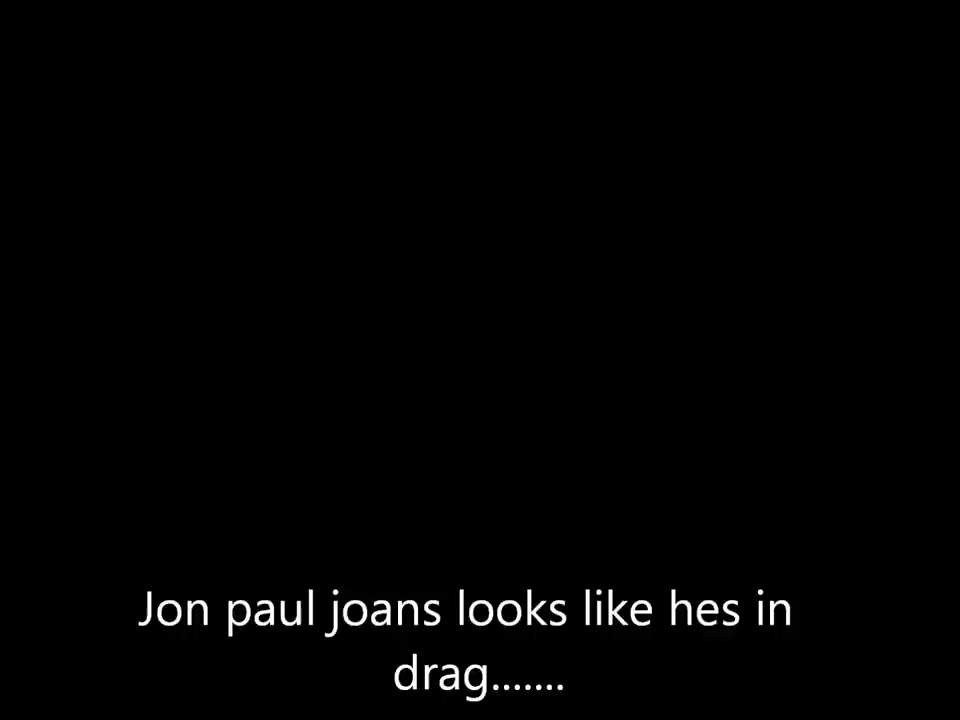 Jon paul joans looks like hes in
drag.......